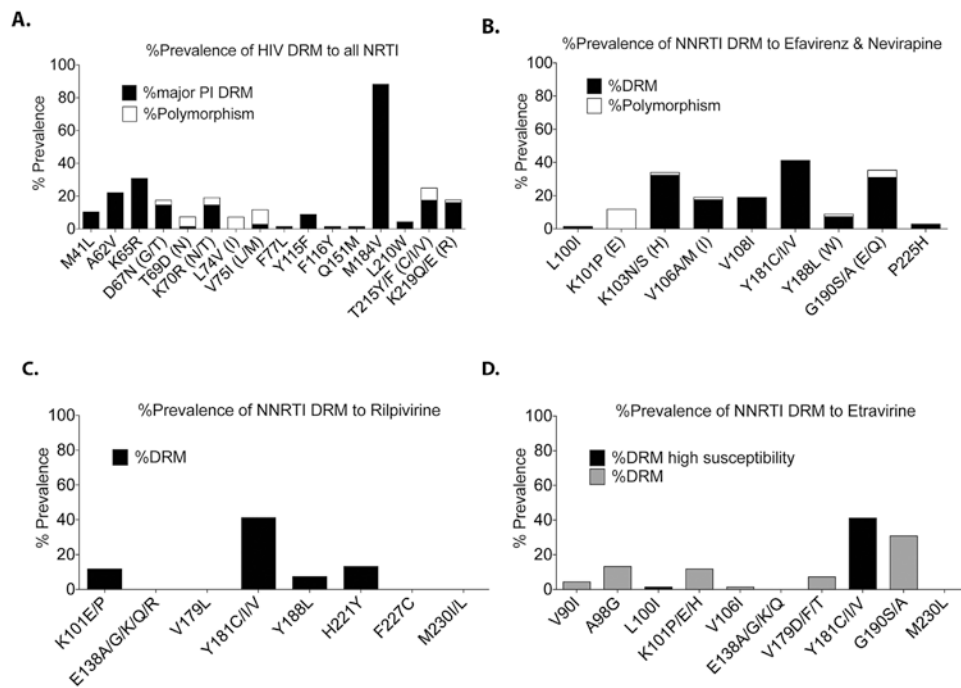 A.
%Prevalence of HIV DRM to all NRTI
%major PI DRM
%Polymorphism
% Prevalence
100
80
60
40
20
0
M41L
A62V
K65R
D67N (G/T)
T69D (N)
K70R (N/T)
L74V (I)
V75I (L/M)
F77L
Y115F
F116Y
Q151M
M184V
L210W
T215Y/F (C/I/V)
K219Q/E (R)
B.
%Prevalence of NNRTI DRM to Efavirenz & Nevirapine
%DRM
%Polymorphism
% Prevalence
100
80
60
40
20
0
L100I
K101P (E)
K103N/S (H)
V106A/M (I)
V108I
Y181C/I/V
Y188L (W)
G190S/A (E/Q)
P225H
C.
%Prevalence of NNRTI DRM to Rilpivirine
%DRM
% Prevalence
100
80
60
40
20
0
K101E/P
E138A/G/K/Q/R
V179L
Y181C/I/V
Y188L
H221Y
F227C
M230I/L
D.
%Prevalence of NNRTI DRM to Etravirine
%DRM high susceptibility
%DRM
% Prevalence
100
80
60
40
20
0
V90I
A98G
L100I
K101P/E/H
V106I
E138A/G/K/Q
V179D/F/T
Y181C/I/V
G190S/A
M230L